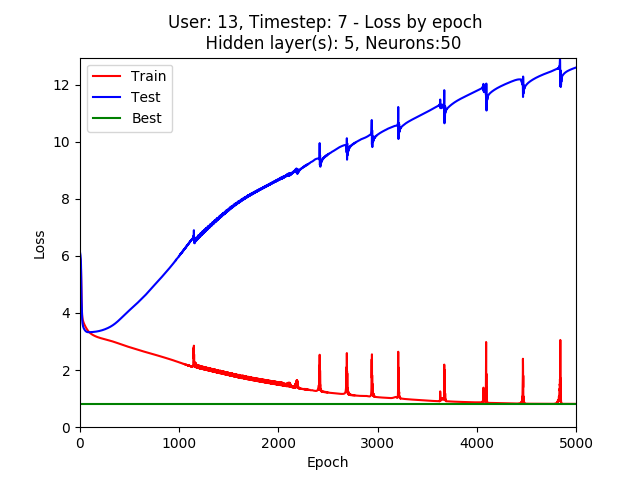 User: 13, Timestep: 7 - Loss by epoch
Hidden layer(s): 5, Neurons:50
Train
Test
Best
12
10
8
6
4
2
0
Loss
0 1000 2000 3000 4000 5000
Epoch